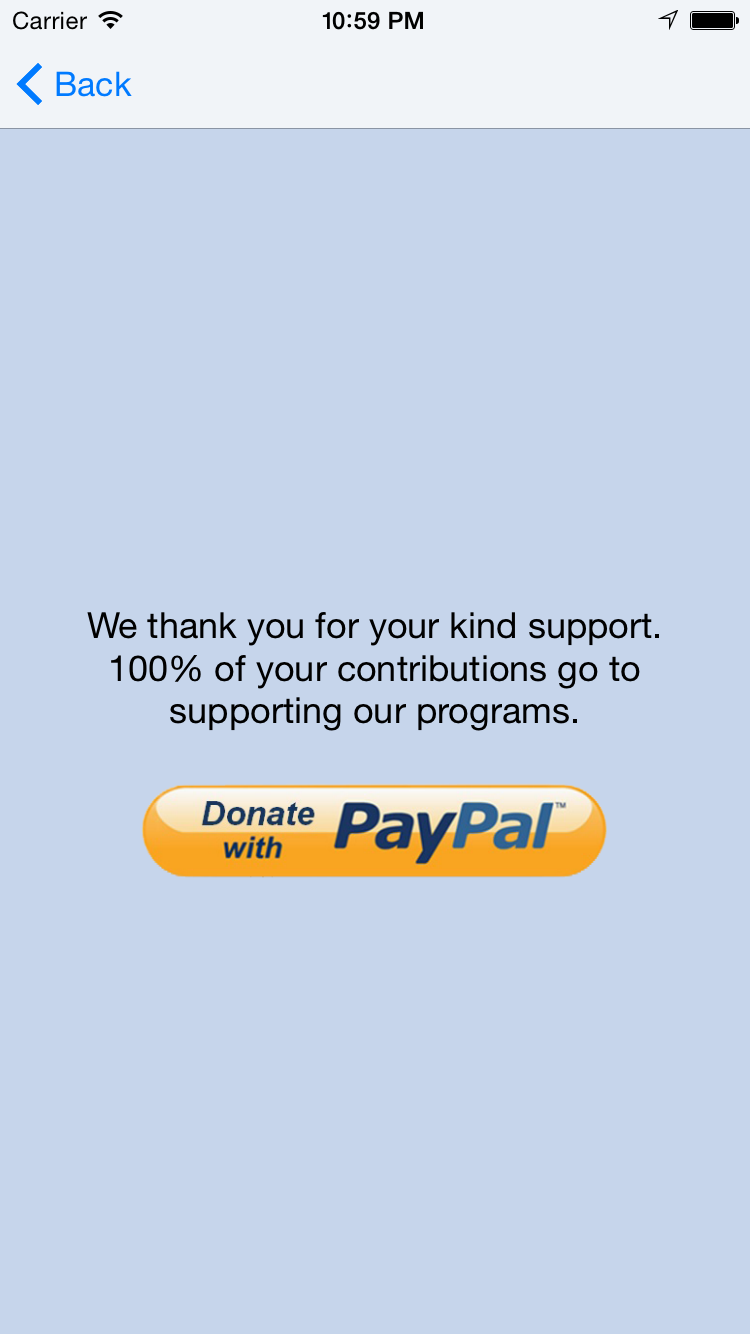 Carrier 10:59 PM
Back
We thank you for your kind support.
100% of your contributions go to
supporting our programs.
Donate
with
PayPal™